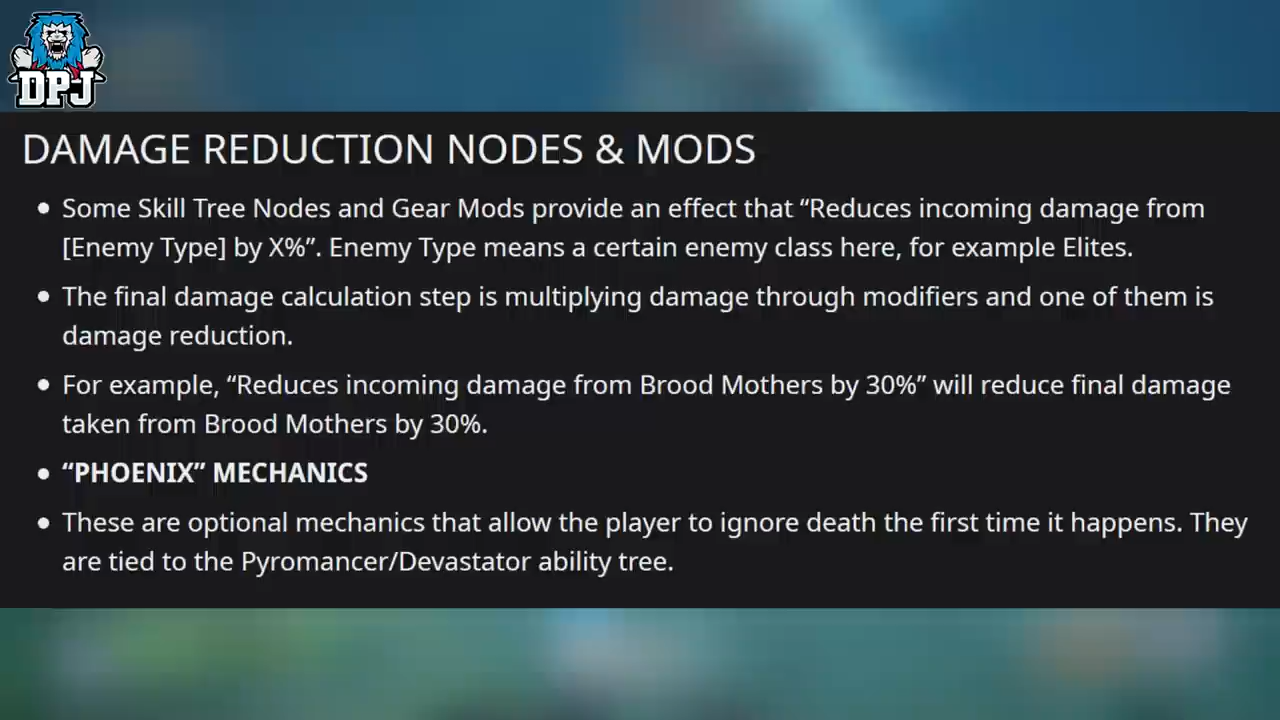 DPJ
DAMAGE REDUCTION NODES & MODS
• Some Skill Tree Nodes and Gear Mods provide an effect that “Reduces incoming damage from
[Enemy Type] by X%”. Enemy Type means a certain enemy class here, for example Elites.
• The final damage calculation step is multiplying damage through modifiers and one of them is
damage reduction.
• For example, “Reduces incoming damage from Brood Mothers by 30%” will reduce final damage
taken from Brood Mothers by 30%.
• “PHOENIX” MECHANICS
• These are optional mechanics that allow the player to ignore death the first time it happens. They
are tied to the Pyromancer/Devastator ability tree.